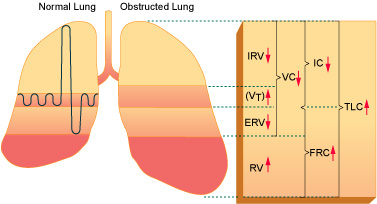 Normal Lung
Obstructed Lung
IRV
VC
IC
(VT)
TLC
ERV
RV
FRC